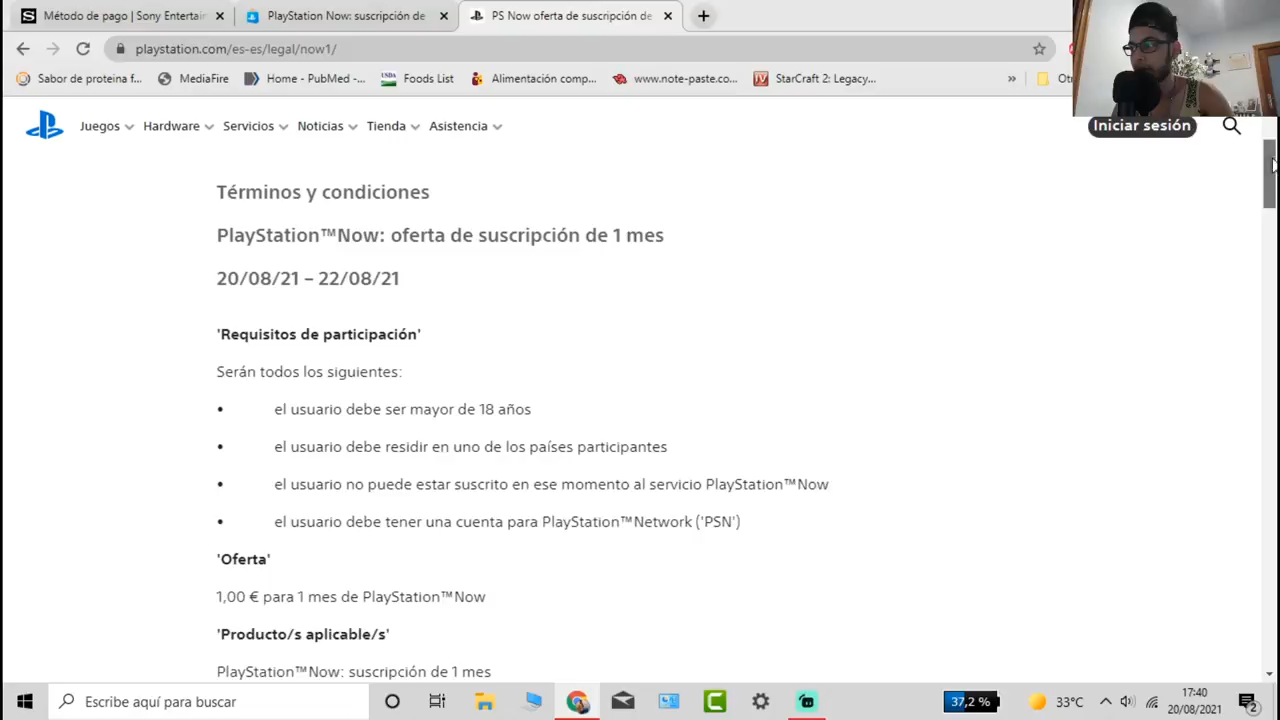 Método de pago | Sony Entertain
PlayStation Now: suscripción de
PS Now oferta de suscripción de
playstation.com/es-es/legal/now1/
Sabor de proteina f...
MediaFire
Home - PubMed -...
USDA
Foods List
Alimentación comp...
www.note-paste.co...
StarCraft 2: Legacy...
»
Juegos
Hardware
Servicios
Noticias
Tienda
Asistencia
Iniciar sesión
Términos y condiciones
PlayStation™Now: oferta de suscripción de 1 mes
20/08/21 – 22/08/21
'Requisitos de participación'
Serán todos los siguientes:
• el usuario debe ser mayor de 18 años
• el usuario debe residir en uno de los países participantes
• el usuario no puede estar suscrito en ese momento al servicio PlayStation™Now
• el usuario debe tener una cuenta para PlayStation™Network ('PSN')
'Oferta'
1,00 € para 1 mes de PlayStation™Now
'Producto/s aplicable/s'
PlayStation™Now: suscripción de 1 mes
Escribe aquí para buscar
37,2 %
33°C
17:40
20/08/2021
2